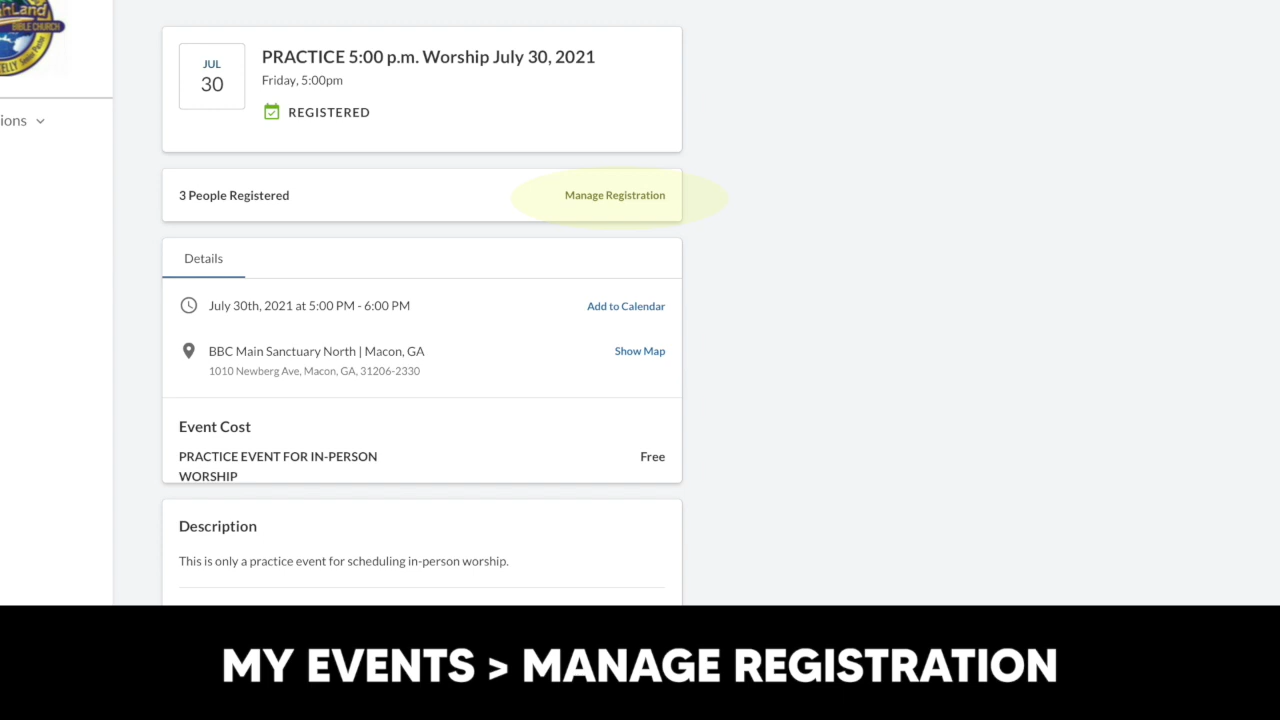 BIBLE CHURCH
ions
JUL
30
PRACTICE 5:00 p.m. Worship July 30, 2021
Friday, 5:00pm
REGISTERED
3 People Registered
Manage Registration
Details
July 30th, 2021 at 5:00 PM - 6:00 PM
Add to Calendar
BBC Main Sanctuary North | Macon, GA
Show Map
1010 Newberg Ave, Macon, GA, 31206-2330
Event Cost
PRACTICE EVENT FOR IN-PERSON
Free
WORSHIP
Description
This is only a practice event for scheduling in-person worship.
MY EVENTS > MANAGE REGISTRATION